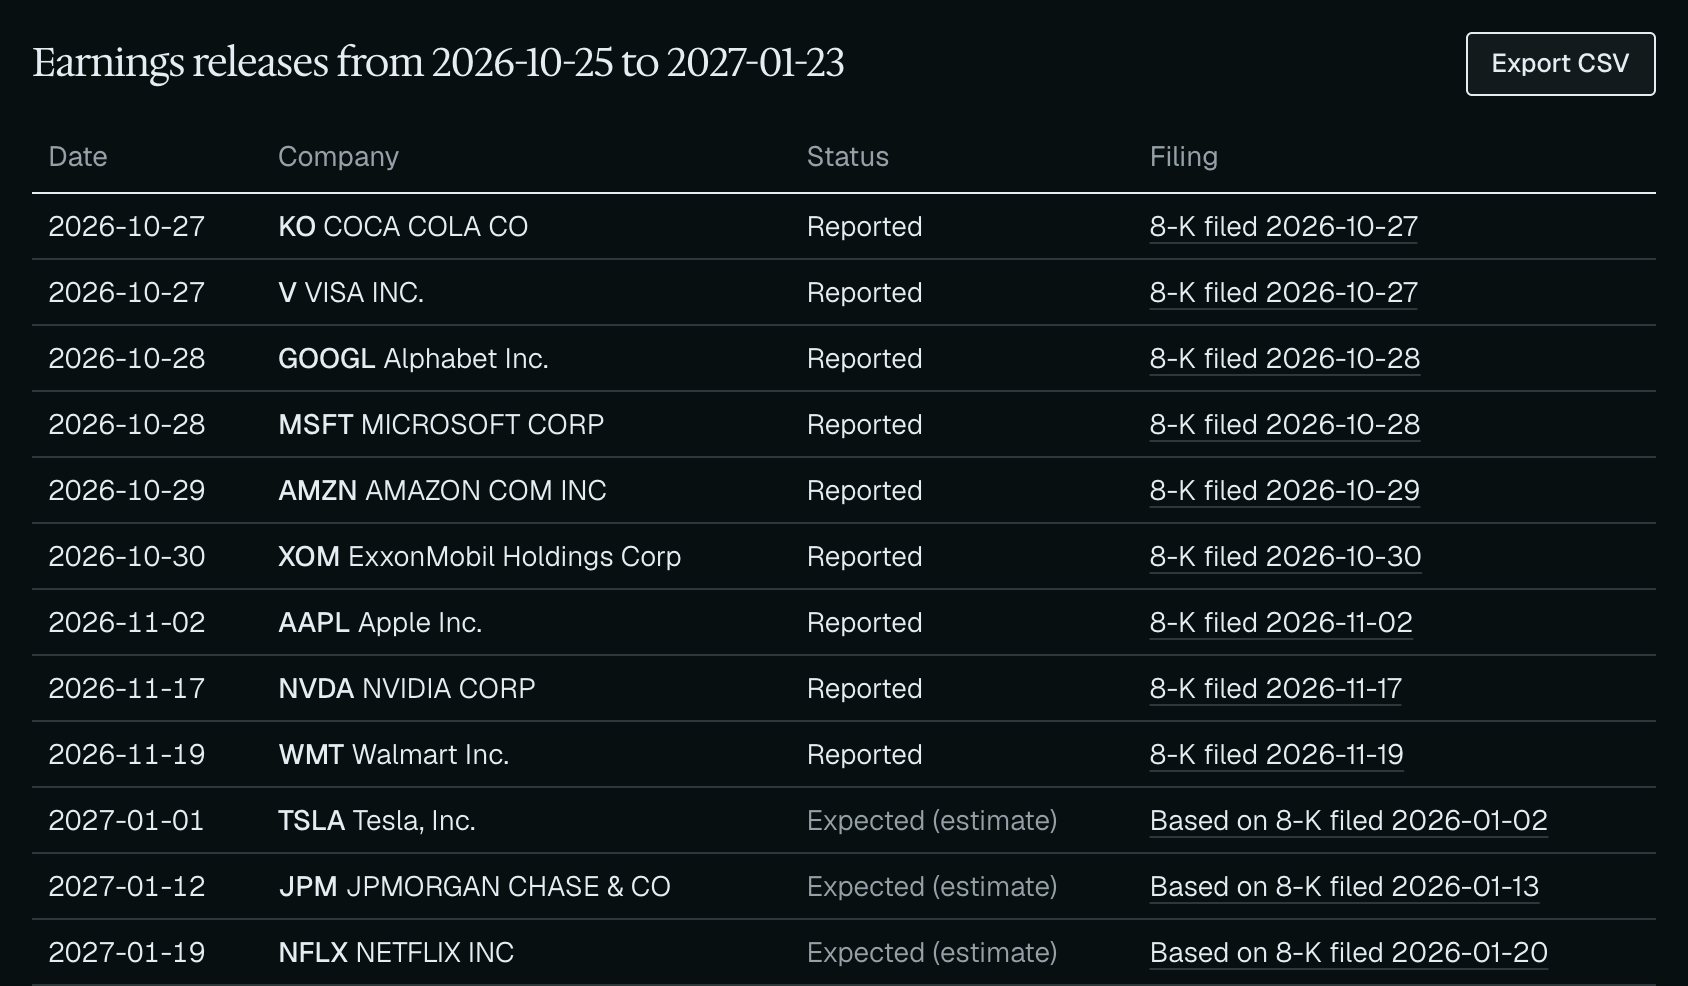 Earnings releases from 2026-10-25 to 2027-01-23
Export CSV
Date Company Status Filing
2026-10-27 KO COCA COLA CO Reported 8-K filed 2026-10-27
2026-10-27 V VISA INC. Reported 8-K filed 2026-10-27
2026-10-28 GOOGL Alphabet Inc. Reported 8-K filed 2026-10-28
2026-10-28 MSFT MICROSOFT CORP Reported 8-K filed 2026-10-28
2026-10-29 AMZN AMAZON COM INC Reported 8-K filed 2026-10-29
2026-10-30 XOM ExxonMobil Holdings Corp Reported 8-K filed 2026-10-30
2026-11-02 AAPL Apple Inc. Reported 8-K filed 2026-11-02
2026-11-17 NVDA NVIDIA CORP Reported 8-K filed 2026-11-17
2026-11-19 WMT Walmart Inc. Reported 8-K filed 2026-11-19
2027-01-01 TSLA Tesla, Inc. Expected (estimate) Based on 8-K filed 2026-01-02
2027-01-12 JPM JPMORGAN CHASE & CO Expected (estimate) Based on 8-K filed 2026-01-13
2027-01-19 NFLX NETFLIX INC Expected (estimate) Based on 8-K filed 2026-01-20